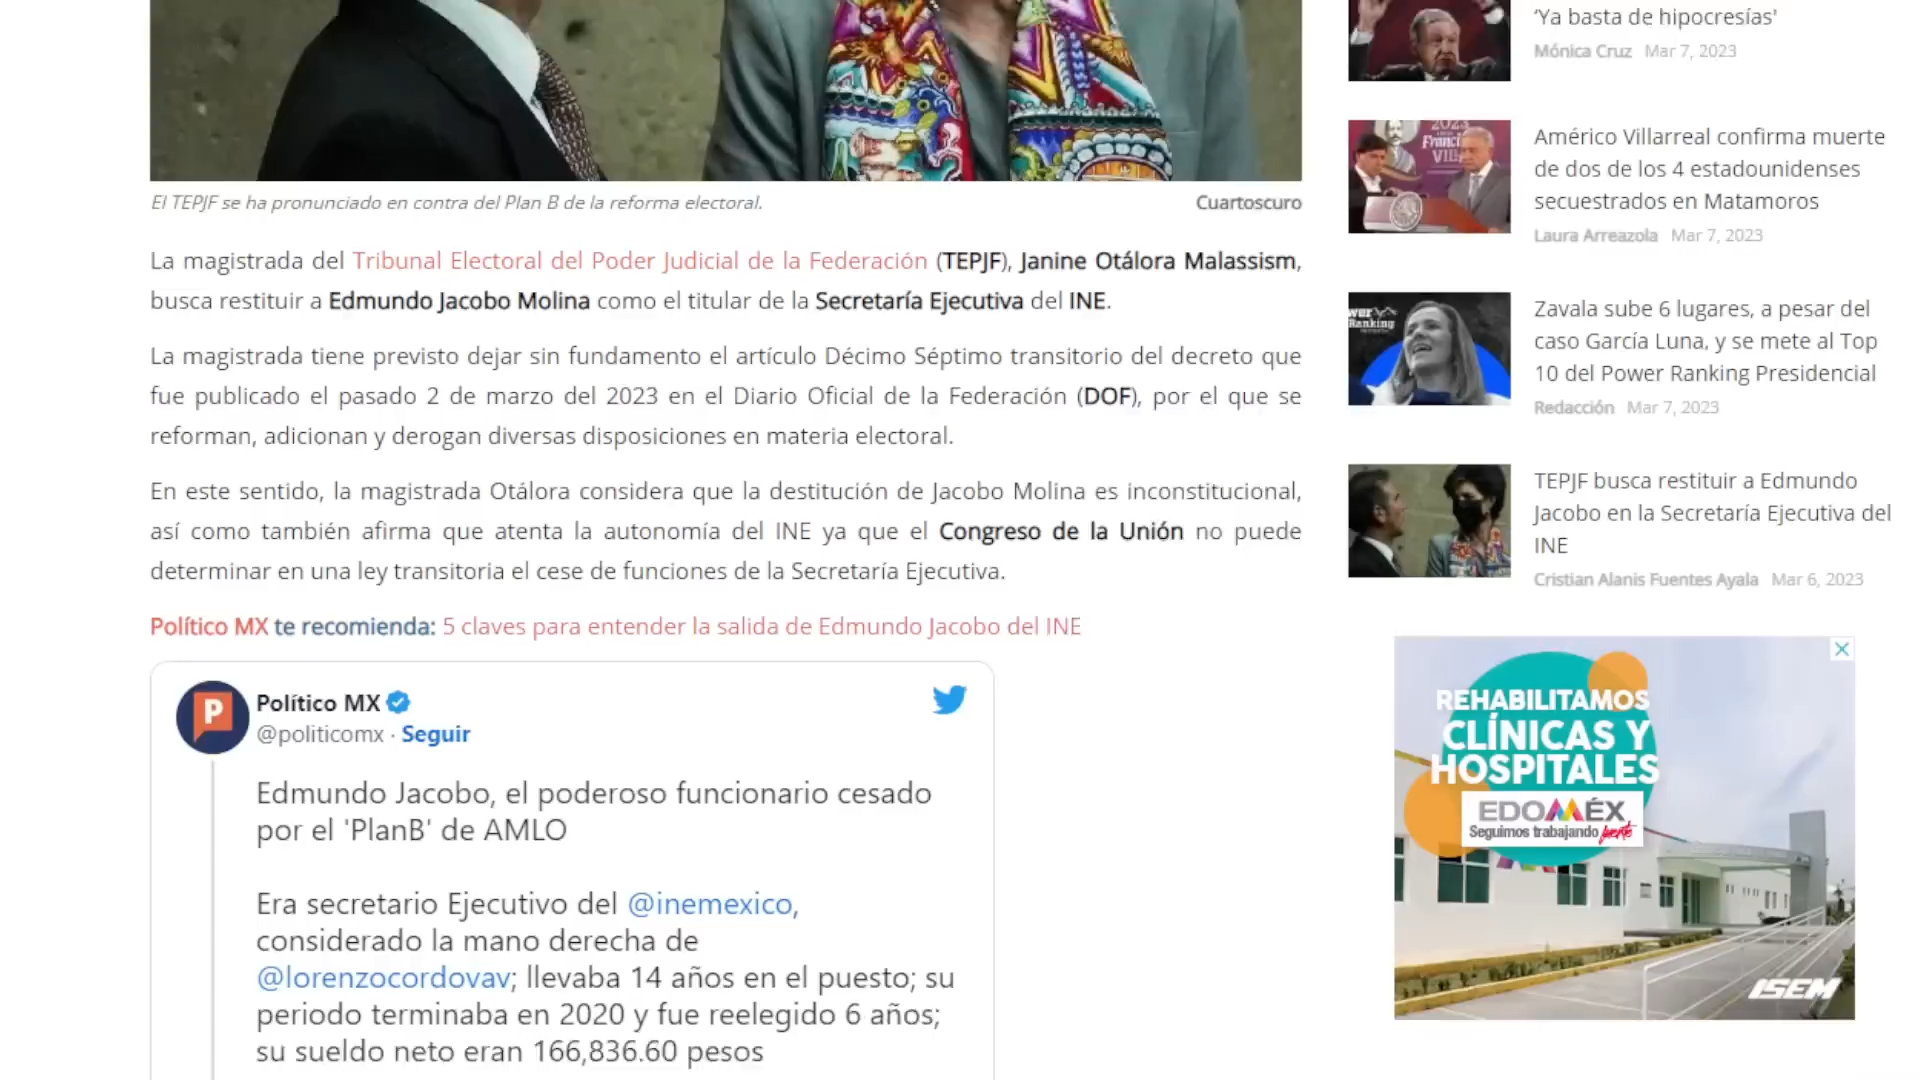 El TEPJF se ha pronunciado en contra del Plan B de la reforma electoral.
Cuartoscuro
La magistrada del Tribunal Electoral del Poder Judicial de la Federación (TEPJF), Janine Otálora Malassism,
busca restituir a Edmundo Jacobo Molina como el titular de la Secretaría Ejecutiva del INE.
La magistrada tiene previsto dejar sin fundamento el artículo Décimo Séptimo transitorio del decreto que
fue publicado el pasado 2 de marzo del 2023 en el Diario Oficial de la Federación (DOF), por el que se
reforman, adicionan y derogan diversas disposiciones en materia electoral.
En este sentido, la magistrada Otálora considera que la destitución de Jacobo Molina es inconstitucional,
así como también afirma que atenta la autonomía del INE ya que el Congreso de la Unión no puede
determinar en una ley transitoria el cese de funciones de la Secretaría Ejecutiva.
Político MX te recomienda: 5 claves para entender la salida de Edmundo Jacobo del INE
P
Político MX
@politicomx · Seguir
Edmundo Jacobo, el poderoso funcionario cesado
por el 'PlanB' de AMLO
Era secretario Ejecutivo del @inemexico,
considerado la mano derecha de
@lorenzocordovav; llevaba 14 años en el puesto; su
periodo terminaba en 2020 y fue reelegido 6 años;
su sueldo neto eran 166,836.60 pesos
‘Ya basta de hipocresías'
Mónica Cruz Mar 7, 2023
2023
Franci
VILL
Américo Villarreal confirma muerte
de dos de los 4 estadounidenses
secuestrados en Matamoros
Laura Arreazola Mar 7, 2023
wer
Ranking
Zavala sube 6 lugares, a pesar del
caso García Luna, y se mete al Top
10 del Power Ranking Presidencial
Redacción Mar 7, 2023
TEPJF busca restituir a Edmundo
Jacobo en la Secretaría Ejecutiva del
INE
Cristian Alanis Fuentes Ayala Mar 6, 2023
REHABILITAMOS
CLÍNICAS Y
HOSPITALES
EDOMÉX
Seguimos trabajando fuerte
ISEM